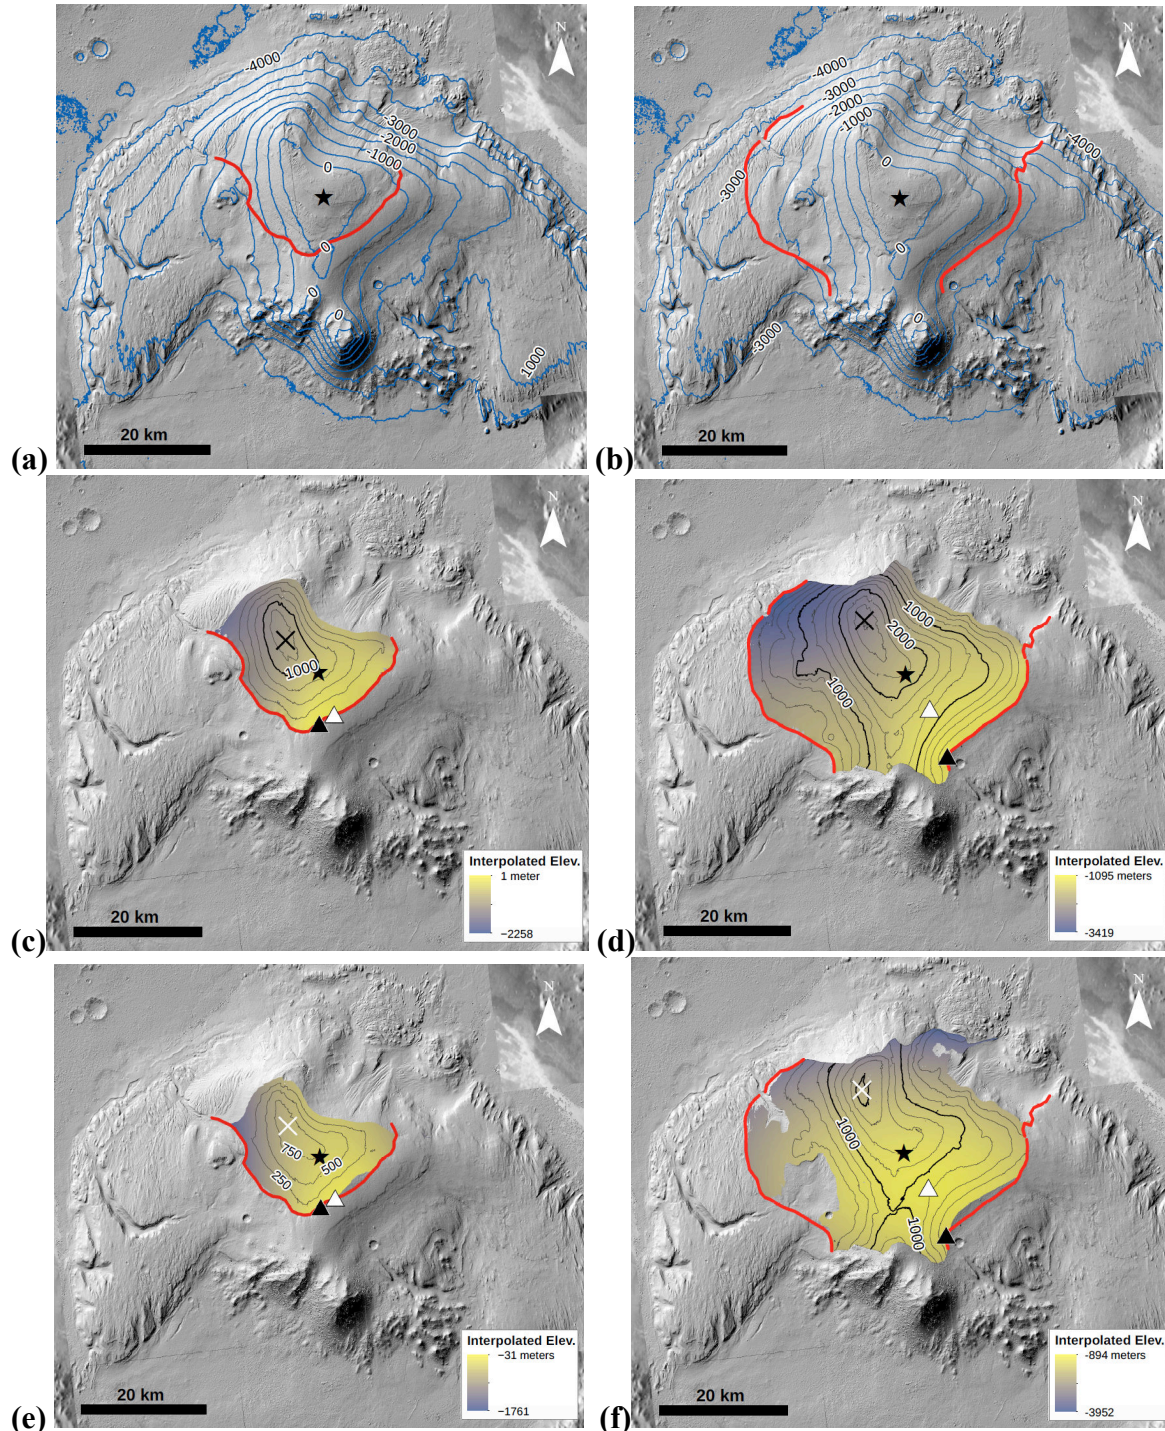 N
-4000
-3000
-2000
-1000
0
0
0
0
1000
20 km
(a)
N
-4000
-3000
-2000
-1000
-4000
0
-3000
0
0
-3000
20 km
(b)
N
1000
Interpolated Elev.
1 meter
−2258
20 km
(c)
N
1000
2000
1000
Interpolated Elev.
-1095 meters
-3419
20 km
(d)
N
750
500
250
Interpolated Elev.
−31 meters
−1761
20 km
(e)
N
1000
1000
Interpolated Elev.
-894 meters
-3952
20 km
(f)